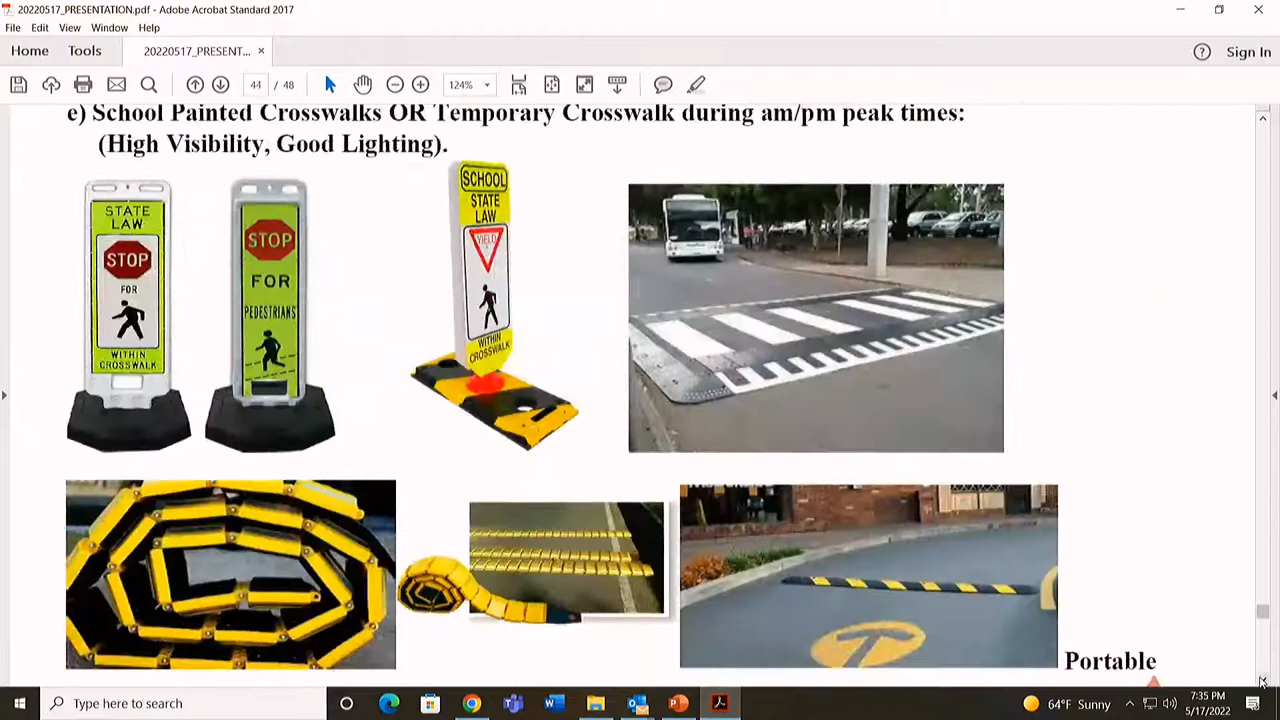 20220517_PRESENTATION.pdf - Adobe Acrobat Standard 2017
File Edit View Window Help
Home Tools 20220517_PRESENT... × Sign In
44 / 48 124%
e) School Painted Crosswalks OR Temporary Crosswalk during am/pm peak times:
(High Visibility, Good Lighting).
STATE
LAW
STOP
FOR
WITHIN
CROSSWALK
STOP
FOR
PEDESTRIANS
SCHOOL
STATE
LAW
YIELD
WITHIN
CROSSWALK
Portable
Type here to search
64°F Sunny
7:35 PM
5/17/2022